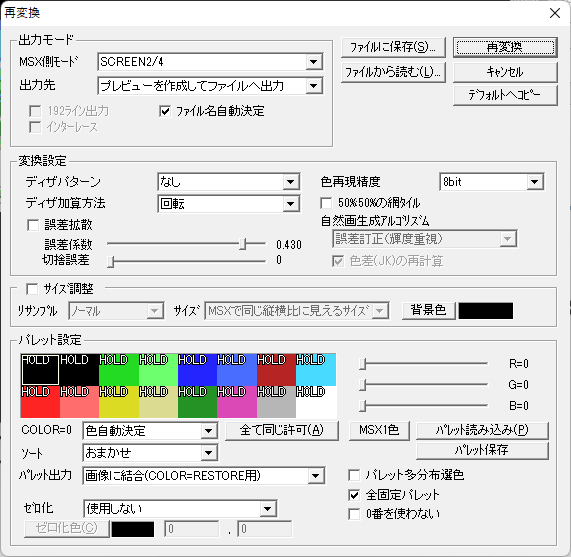 再変換
出力モード
MSX側モード SCREEN2/4
出力先 プレビューを作成してファイルへ出力
192ライン出力 ファイル名自動決定
インターレース
ファイルに保存(S)... 再変換
ファイルから読む(L)... キャンセル
デフォルトへコピー
変換設定
ディザパターン なし
ディザ加算方法 回転
誤差拡散
誤差係数 0.430
切捨誤差 0
色再現精度 8bit
50%50%の網タイル
自然画生成アルゴリズム
誤差訂正(輝度重視)
色差(JK)の再計算
サイズ調整
リサンプル ノーマル サイズ MSXで同じ縦横比に見えるサイズ 背景色
パレット設定
HOLD HOLD HOLD HOLD HOLD HOLD HOLD HOLD
HOLD HOLD HOLD HOLD HOLD HOLD HOLD HOLD
R=0
G=0
B=0
COLOR=0 色自動決定 全て同じ許可(A) MSX1色 パレット読み込み(P)
ソート おまかせ パレット保存
パレット出力 画像に結合(COLOR=RESTORE用)
パレット多分布選色
全固定パレット
0番を使わない
ゼロ化 使用しない
ゼロ化色(C) 0 . 0